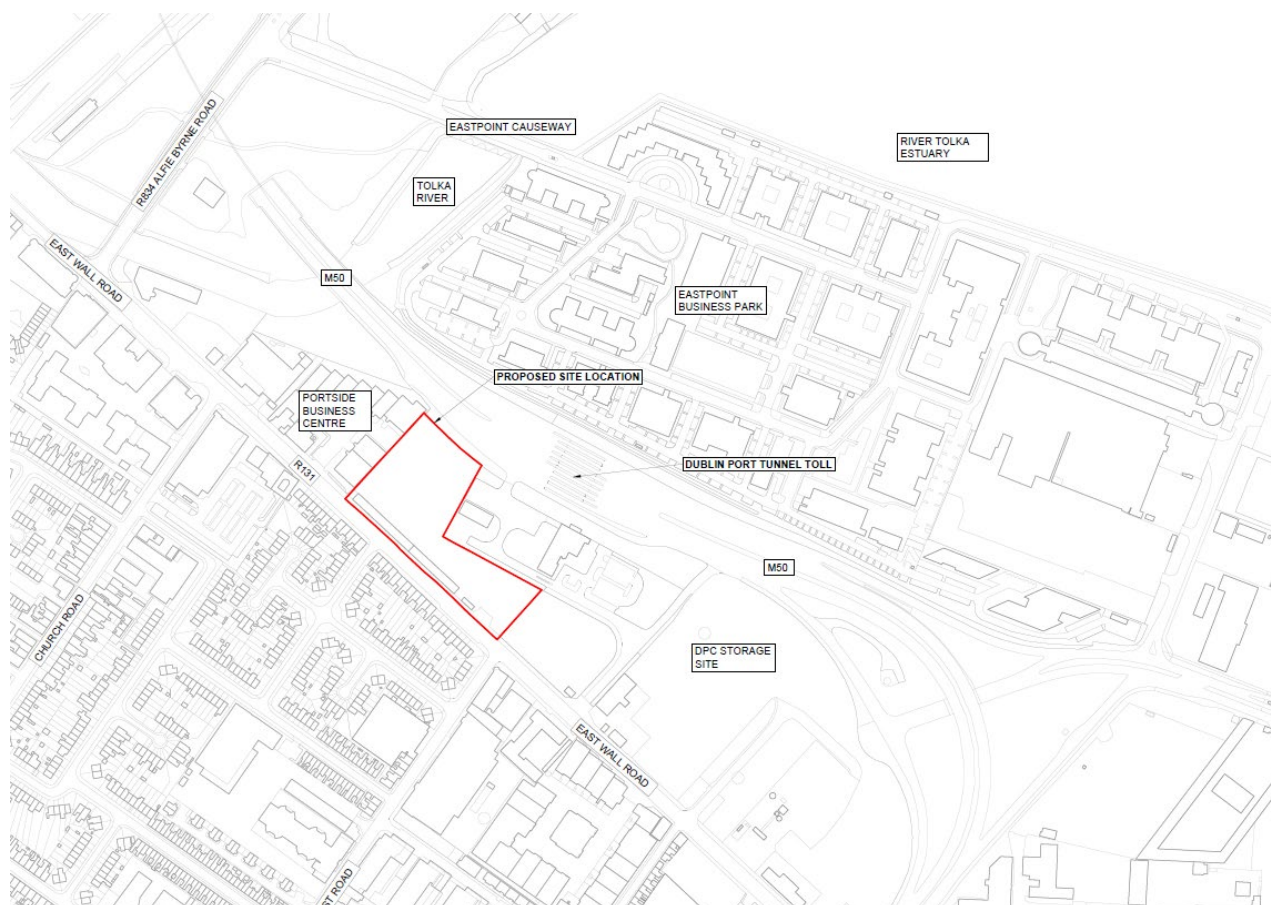 EASTPOINT CAUSEWAY
RIVER TOLKA
ESTUARY
R834 ALFIE BYRNE ROAD
TOLKA
RIVER
EAST WALL ROAD
M50
EASTPOINT
BUSINESS PARK
PROPOSED SITE LOCATION
PORTSIDE
BUSINESS
CENTRE
R131
DUBLIN PORT TUNNEL TOLL
M50
CHURCH ROAD
DPC STORAGE
SITE
EAST WALL ROAD
ST ROAD